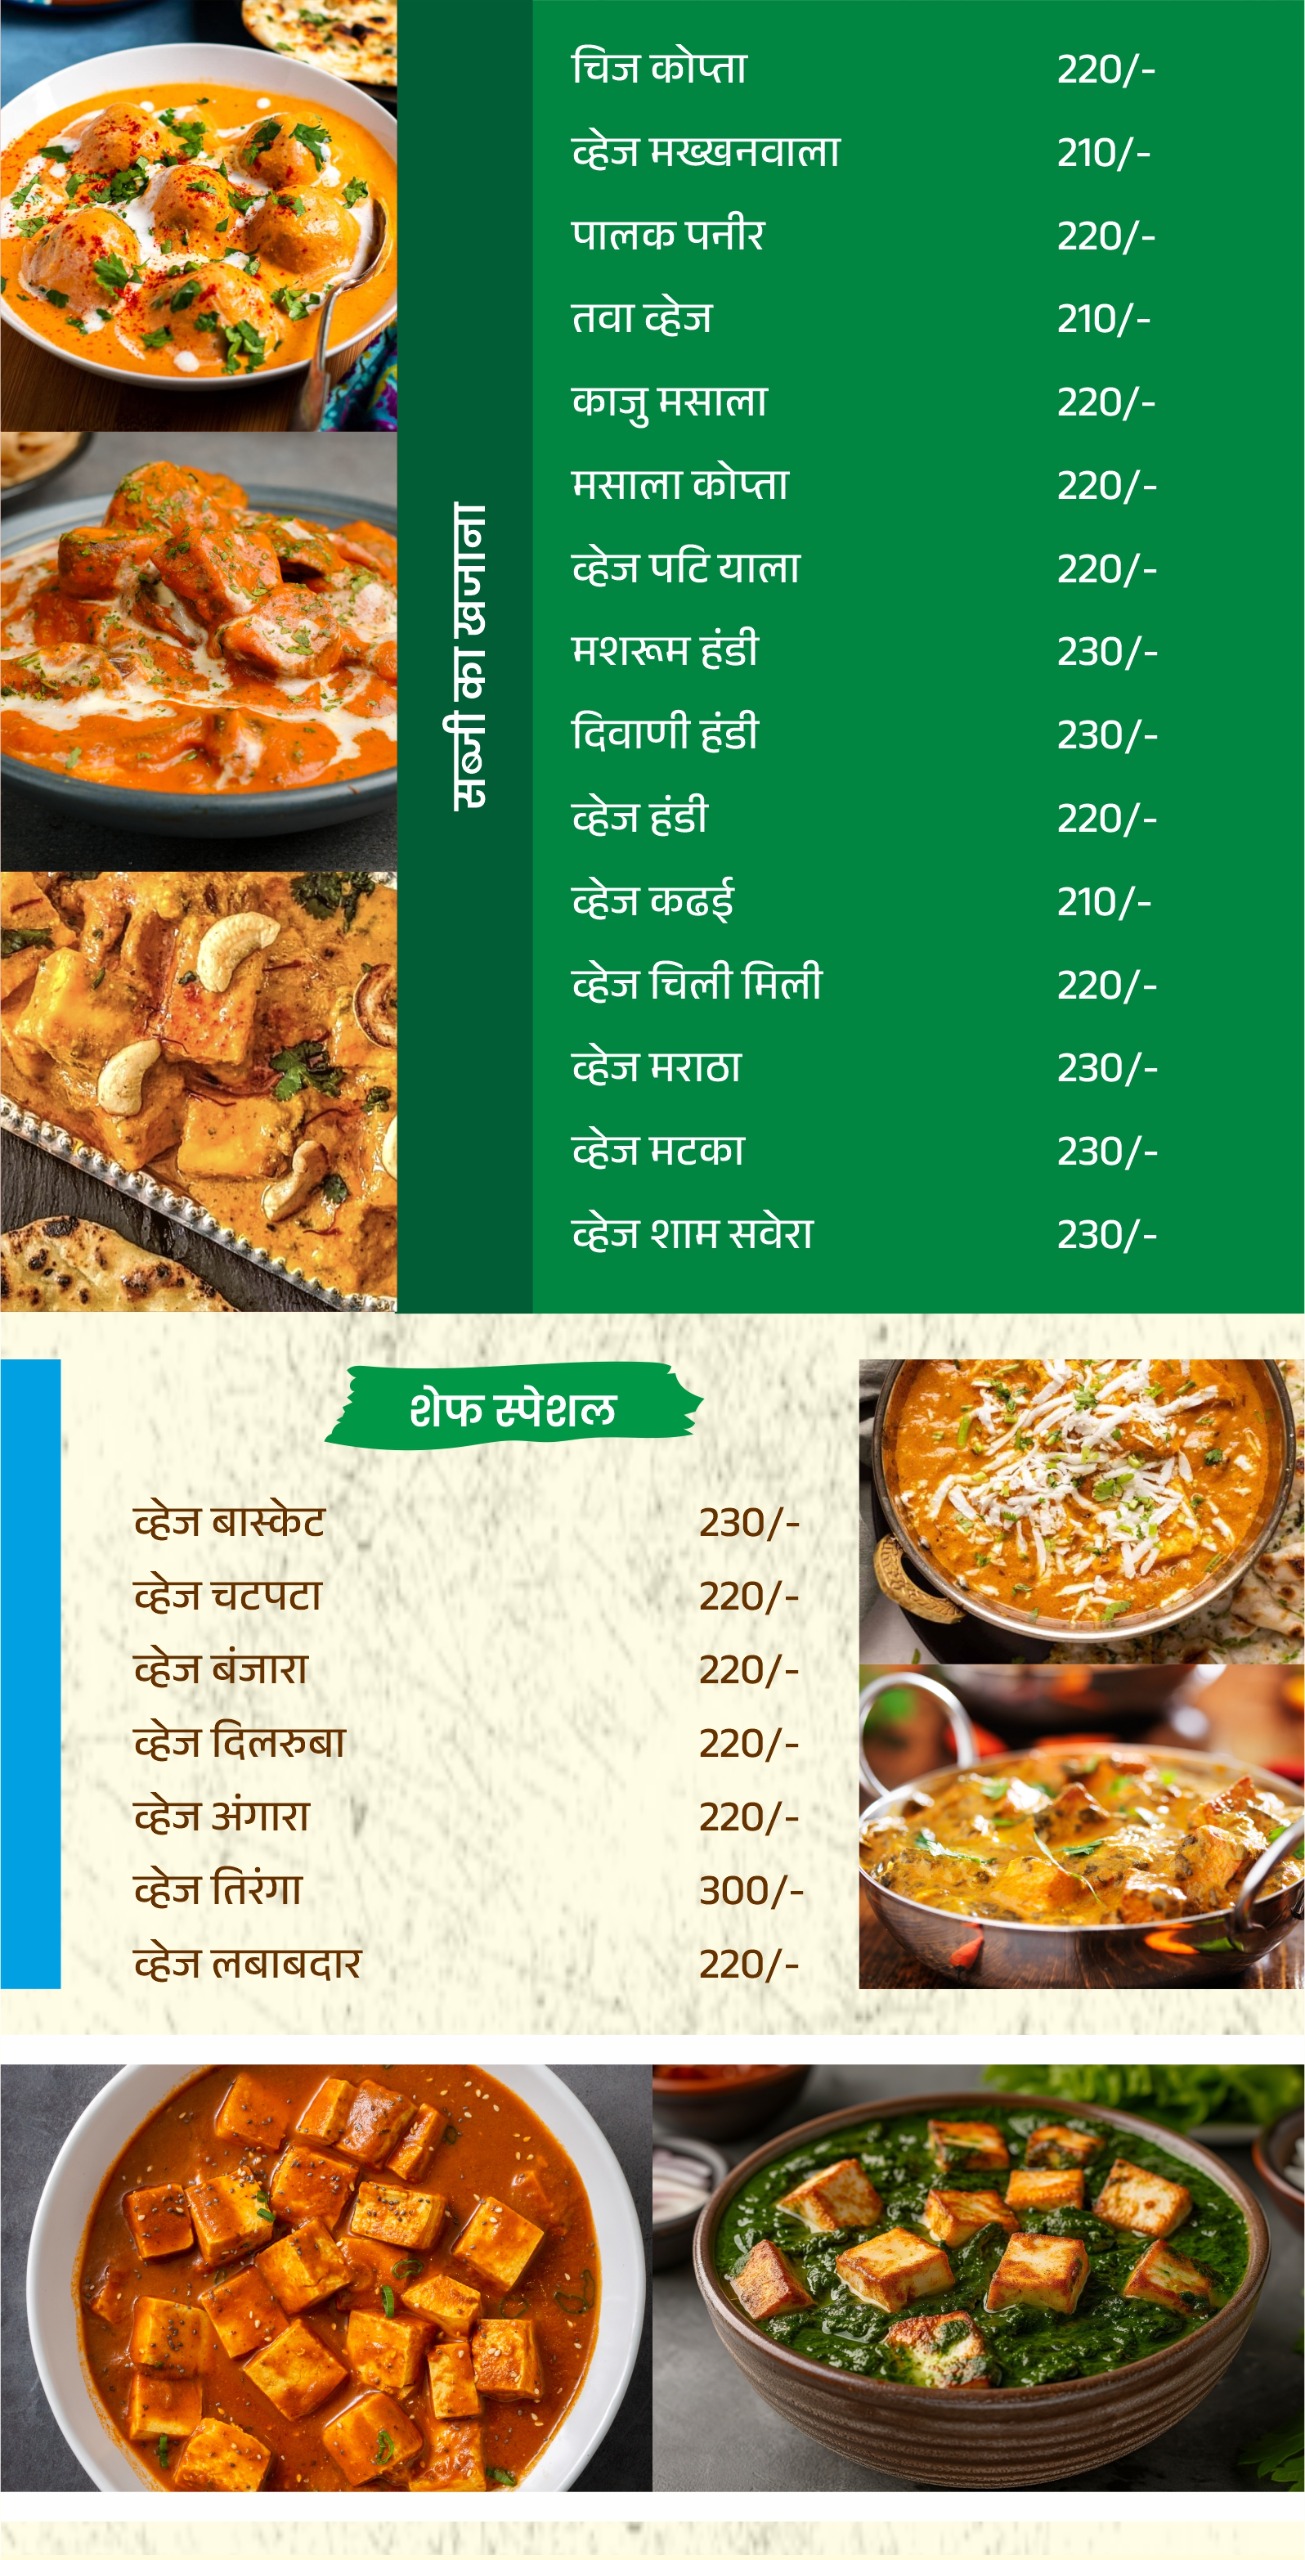 सब्जी का खजाना
चिज कोप्ता 220/-
व्हेज मख्खनवाला 210/-
पालक पनीर 220/-
तवा व्हेज 210/-
काजु मसाला 220/-
मसाला कोप्ता 220/-
व्हेज पटि याला 220/-
मशरूम हंडी 230/-
दिवाणी हंडी 230/-
व्हेज हंडी 220/-
व्हेज कढई 210/-
व्हेज चिली मिली 220/-
व्हेज मराठा 230/-
व्हेज मटका 230/-
व्हेज शाम सवेरा 230/-
शेफ स्पेशल
व्हेज बास्केट 230/-
व्हेज चटपटा 220/-
व्हेज बंजारा 220/-
व्हेज दिलरुबा 220/-
व्हेज अंगारा 220/-
व्हेज तिरंगा 300/-
व्हेज लबाबदार 220/-